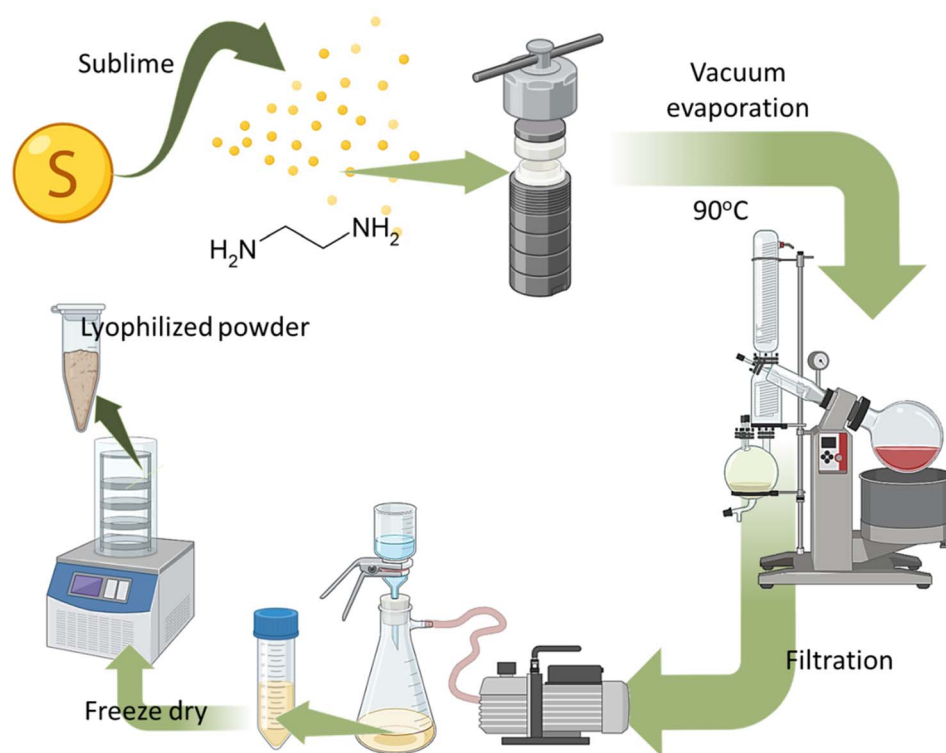 Sublime
S
Vacuum
evaporation
90°C
H₂N
NH₂
Lyophilized powder
Filtration
Freeze dry